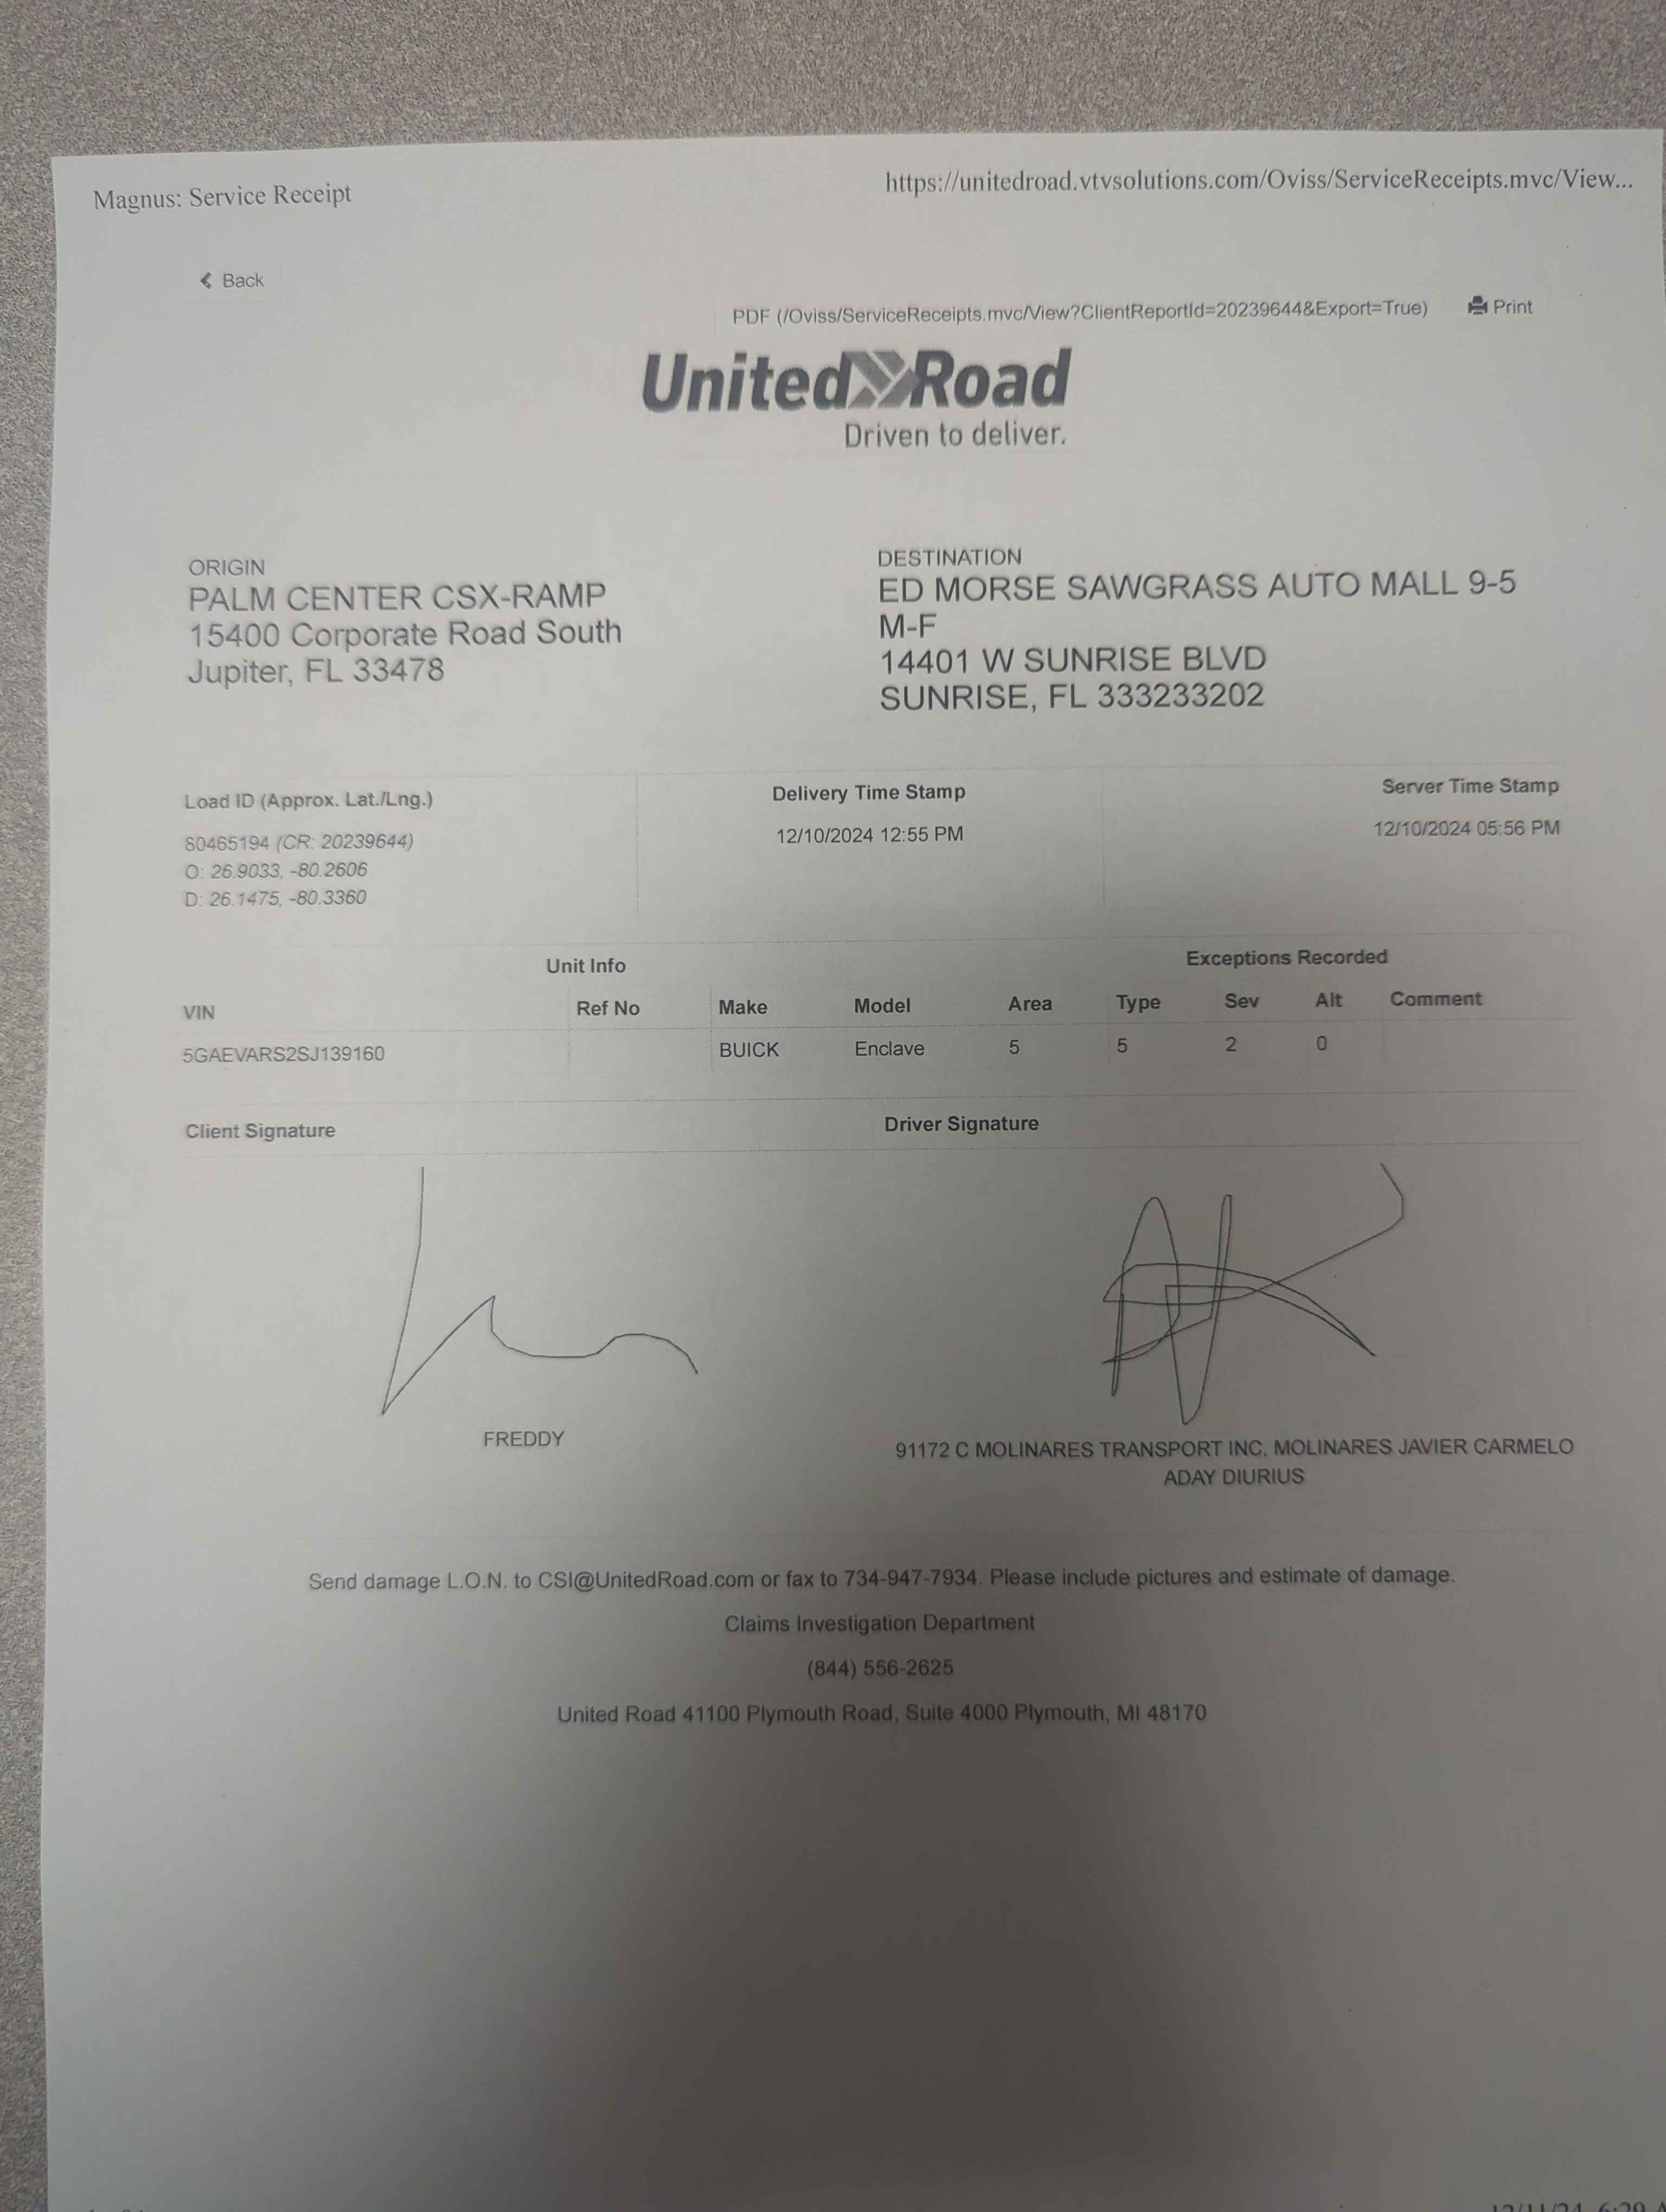 Magnus: Service Receipt
https://unitedroad.vtvsolutions.com/Oviss/ServiceReceipts.mvc/View...
Back
PDF (/Oviss/ServiceReceipts.mvc/View?ClientReportId=20239644&Export=True) Print
United Road
Driven to deliver.
ORIGIN
PALM CENTER CSX-RAMP
15400 Corporate Road South
Jupiter, FL 33478
DESTINATION
ED MORSE SAWGRASS AUTO MALL 9-5
M-F
14401 W SUNRISE BLVD
SUNRISE, FL 333233202
Load ID (Approx. Lat./Lng.)
S0465194 (CR: 20239644)
O: 26.9033, -80.2606
D: 26.1475, -80.3360
Delivery Time Stamp
12/10/2024 12:55 PM
Server Time Stamp
12/10/2024 05:56 PM
Unit Info Exceptions Recorded
VIN Ref No Make Model Area Type Sev Alt Comment
5GAEVARS2SJ139160 BUICK Enclave 5 5 2 0
Client Signature Driver Signature
FREDDY
91172 C MOLINARES TRANSPORT INC. MOLINARES JAVIER CARMELO
ADAY DIURIUS
Send damage L.O.N. to CSI@UnitedRoad.com or fax to 734-947-7934. Please include pictures and estimate of damage.
Claims Investigation Department
(844) 556-2625
United Road 41100 Plymouth Road, Suite 4000 Plymouth, MI 48170